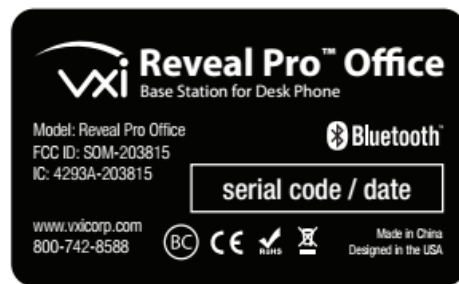 vxi Reveal Pro™ Office
Base Station for Desk Phone
Model: Reveal Pro Office
FCC ID: SOM-203815
IC: 4293A-203815
Bluetooth™
serial code / date
www.vxicorp.com
800-742-8588
BC CE RoHS
Made in China
Designed in the USA